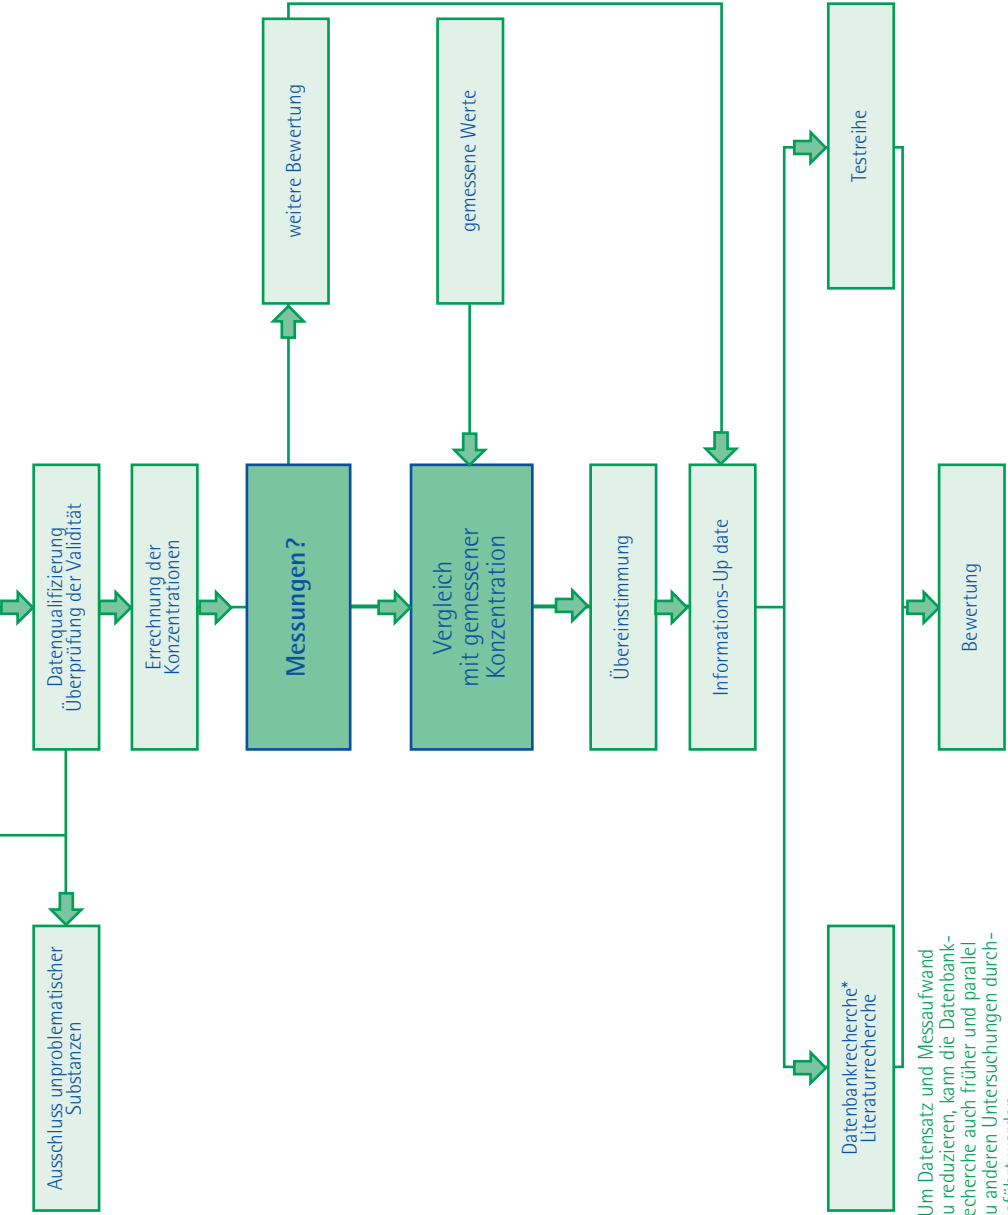 Ausschluss unproblematischer
Substanzen
Datenqualifizierung
Überprüfung der Validität
Errechnung der
Konzentrationen
Messungen?
weitere Bewertung
Vergleich
mit gemessener
Konzentration
gemessene Werte
Übereinstimmung
Informations-Up date
Datenbankrecherche*
Literaturrecherche
Testreihe
Bewertung
Um Datensatz und Messaufwand
u reduzieren, kann die Datenbank-
echerche auch früher und parallel
u anderen Untersuchungen durch-